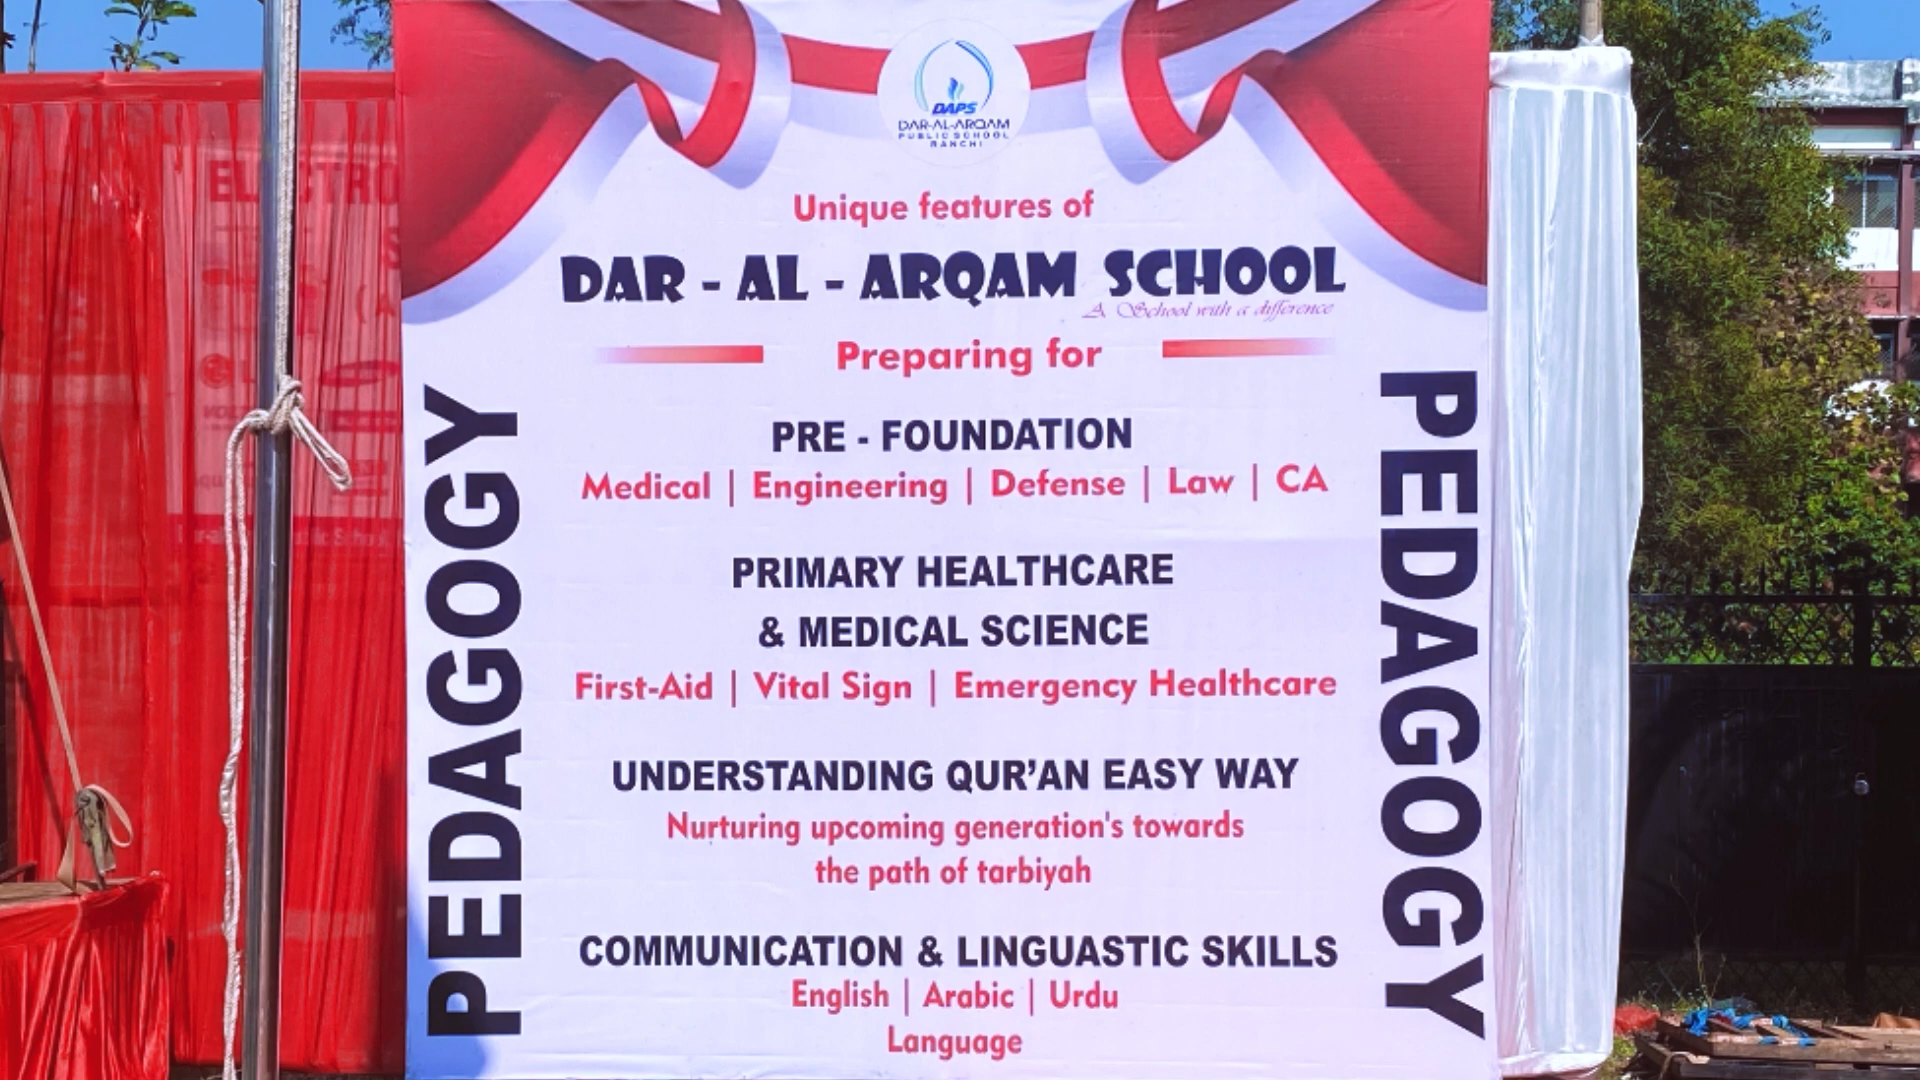 DAPS
DAR-AL-ARQAM
PUBLIC SCHOOL
RANCHI
Unique features of
DAR - AL - ARQAM SCHOOL
A School with a difference
Preparing for
PRE - FOUNDATION
Medical | Engineering | Defense | Law | CA
PRIMARY HEALTHCARE
& MEDICAL SCIENCE
First-Aid | Vital Sign | Emergency Healthcare
UNDERSTANDING QUR'AN EASY WAY
Nurturing upcoming generation's towards
the path of tarbiyah
COMMUNICATION & LINGUASTIC SKILLS
English | Arabic | Urdu
Language
PEDAGOGY
PEDAGOGY